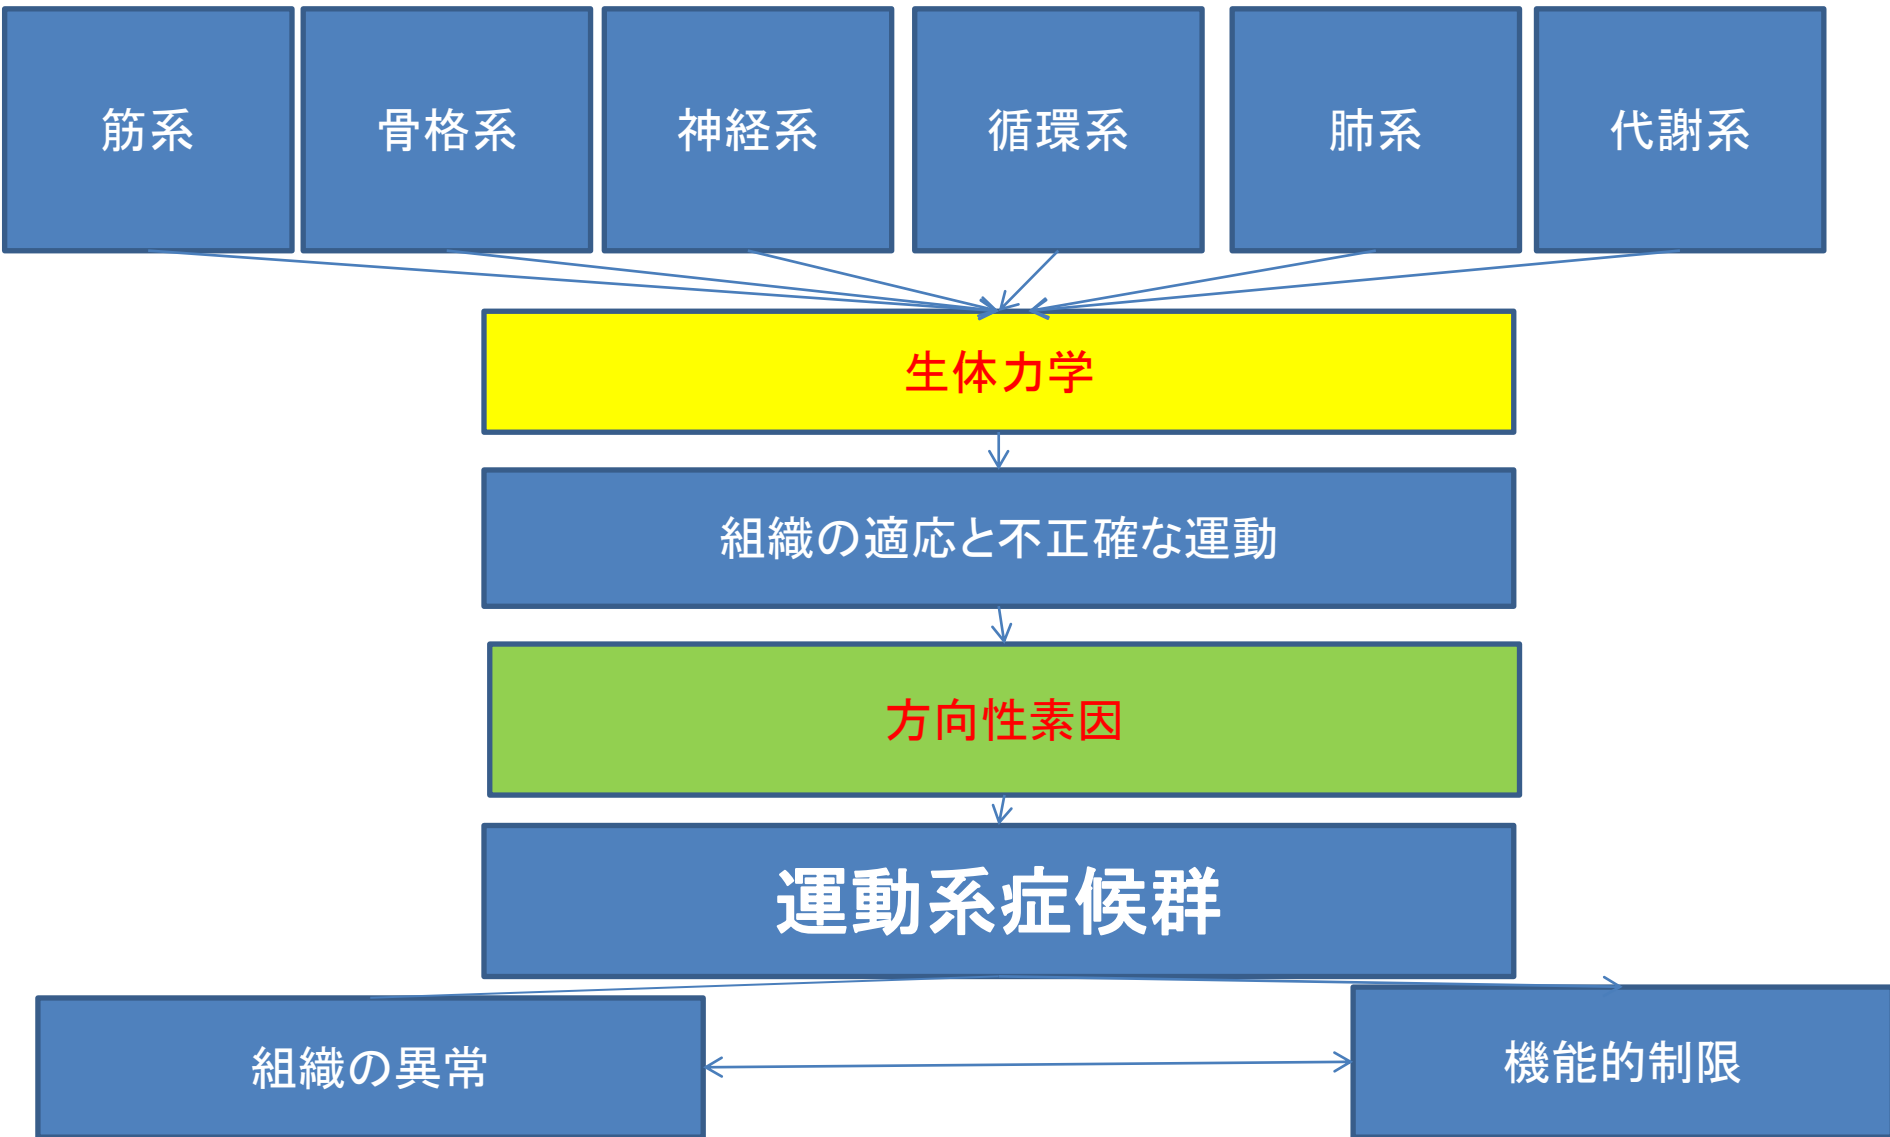 筋系
骨格系
神経系
循環系
肺系
代謝系
生体力学
組織の適応と不正確な運動
方向性素因
運動系症候群
組織の異常
機能的制限